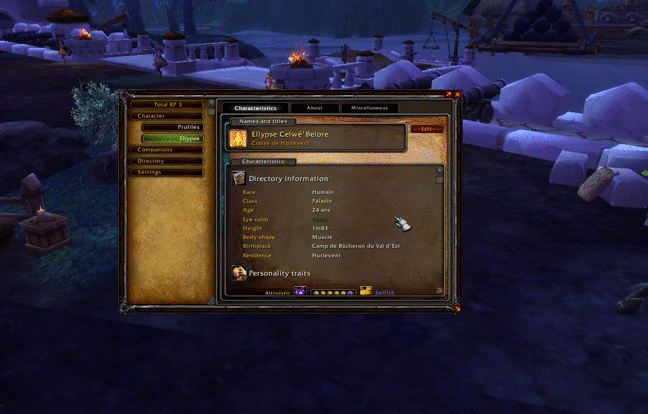 Total RP 3
Character
Profiles
Ellypse
Companions
Directory
Settings
Characteristics
About
Miscellaneous
Names and titles
Ellypse Celwë'Belore
Croisé de Hurlevent
Edit
Characteristics
Directory information
Race Humain
Class Paladin
Age 24 ans
Eye color
Height 1m83
Body shape Musclé
Birthplace Camp de Bûcheron du Val d'Est
Residence Hurlevent
Personality traits
Altruistic Selfish